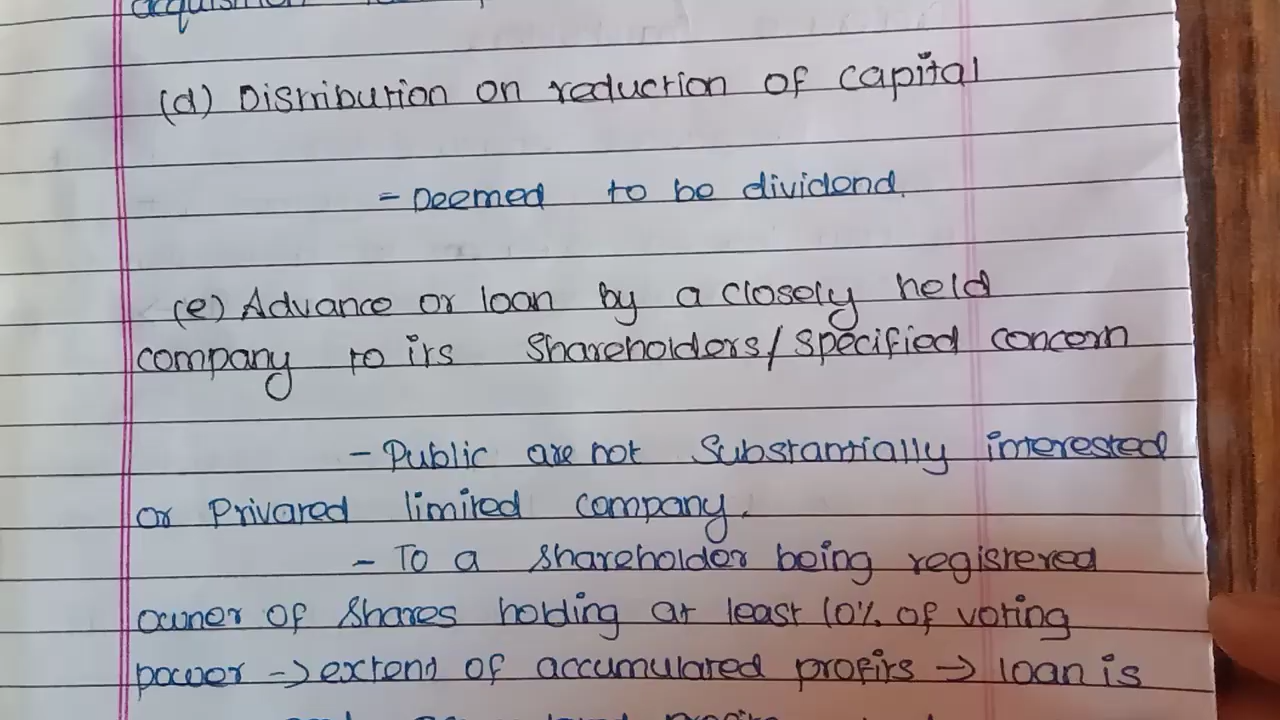 (d) Distribution on reduction of capital
- Deemed to be dividend.
(e) Advance or loan by a closely held
company to its shareholders/specified concern
- Public are not substantially interested
or Privated limited company.
- To a shareholder being registered
owner of shares holding at least 10% of voting
power → extend of accumulated profits → loan is